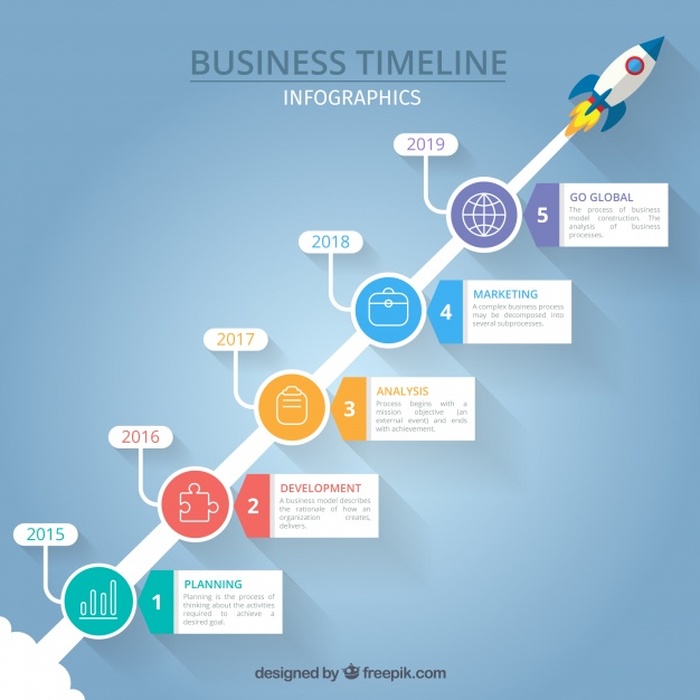 BUSINESS TIMELINE
INFOGRAPHICS
2019
5
GO GLOBAL
The process of business
model construction. The
analysis of business
processes.
2018
4
MARKETING
A complex business process
may be decomposed into
several subprocesses.
2017
3
ANALYSIS
Process begins with a
mission objective (an
external event) and ends
with achievement.
2016
2
DEVELOPMENT
A business model describes
the rationale of how an
organization creates,
delivers.
2015
1
PLANNING
Planning is the process of
thinking about the activities
required to achieve a
desired goal.
designed by freepik.com